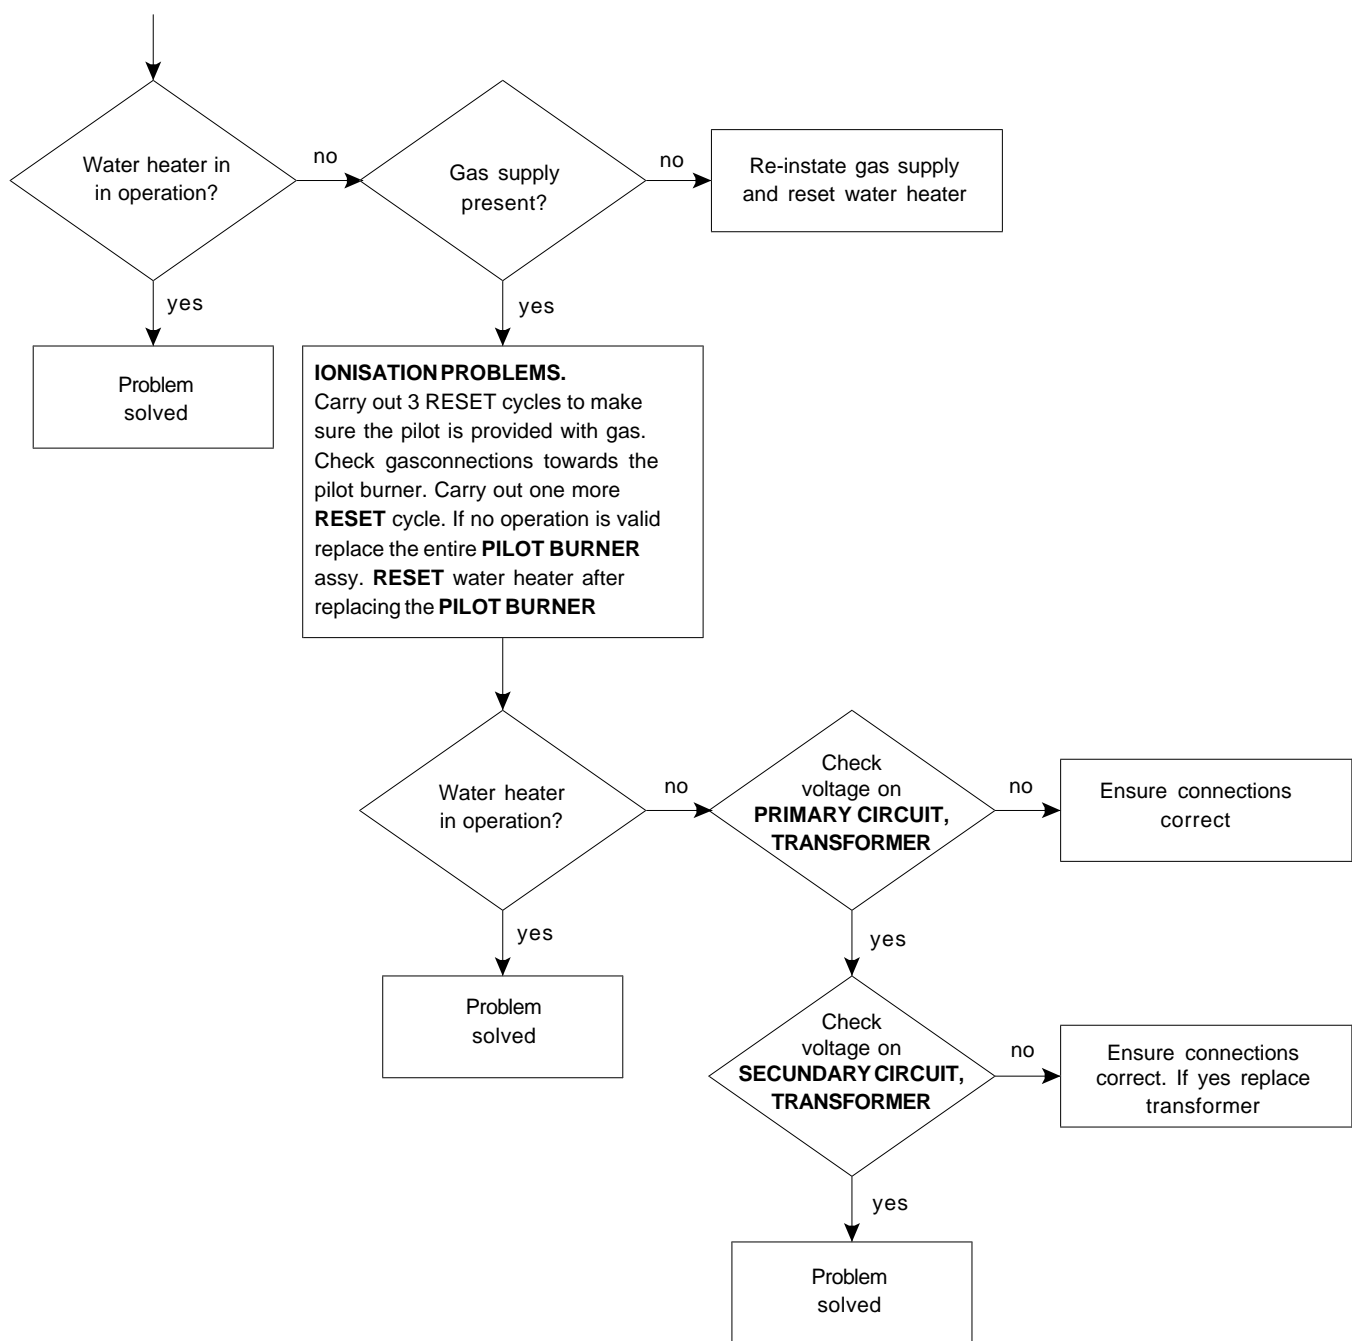 Water heater in
in operation?
no
Gas supply
present?
no
Re-instate gas supply
and reset water heater
yes
Problem
solved
yes
IONISATION PROBLEMS.
Carry out 3 RESET cycles to make
sure the pilot is provided with gas.
Check gasconnections towards the
pilot burner. Carry out one more
RESET cycle. If no operation is valid
replace the entire PILOT BURNER
assy. RESET water heater after
replacing the PILOT BURNER
Water heater
in operation?
no
Check
voltage on
PRIMARY CIRCUIT,
TRANSFORMER
no
Ensure connections
correct
yes
Problem
solved
yes
Check
voltage on
SECUNDARY CIRCUIT,
TRANSFORMER
no
Ensure connections
correct. If yes replace
transformer
yes
Problem
solved